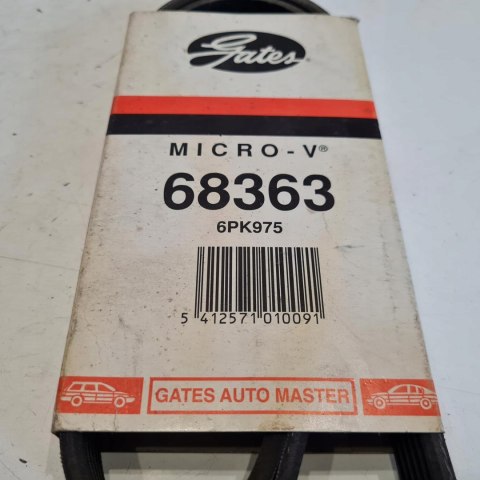 Gates
MICRO-V®
68363
6PK975
5 412571 010091
GATES AUTO MASTER